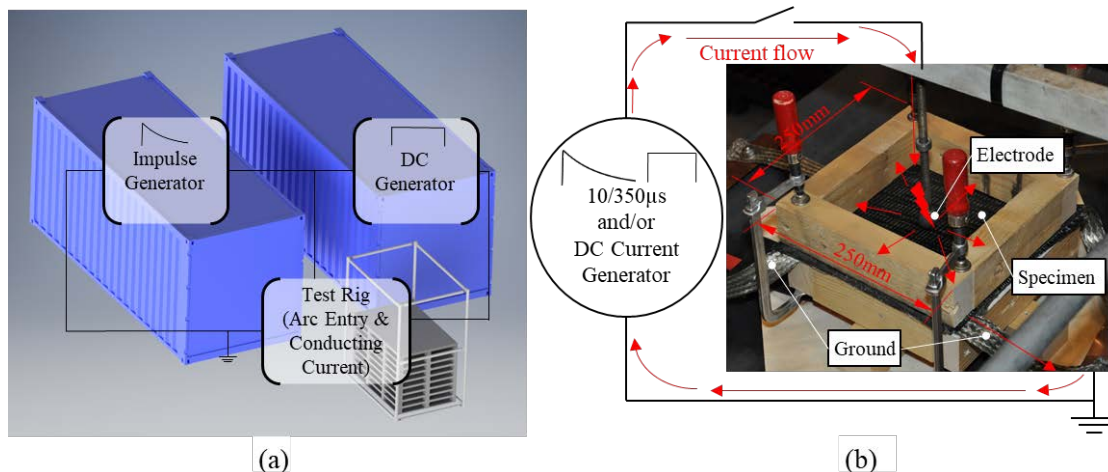 Impulse
Generator
DC
Generator
Test Rig
(Arc Entry &
Conducting
Current)
(a)
Current flow
10/350µs
and/or
DC Current
Generator
250mm
250mm
Electrode
Specimen
Ground
(b)